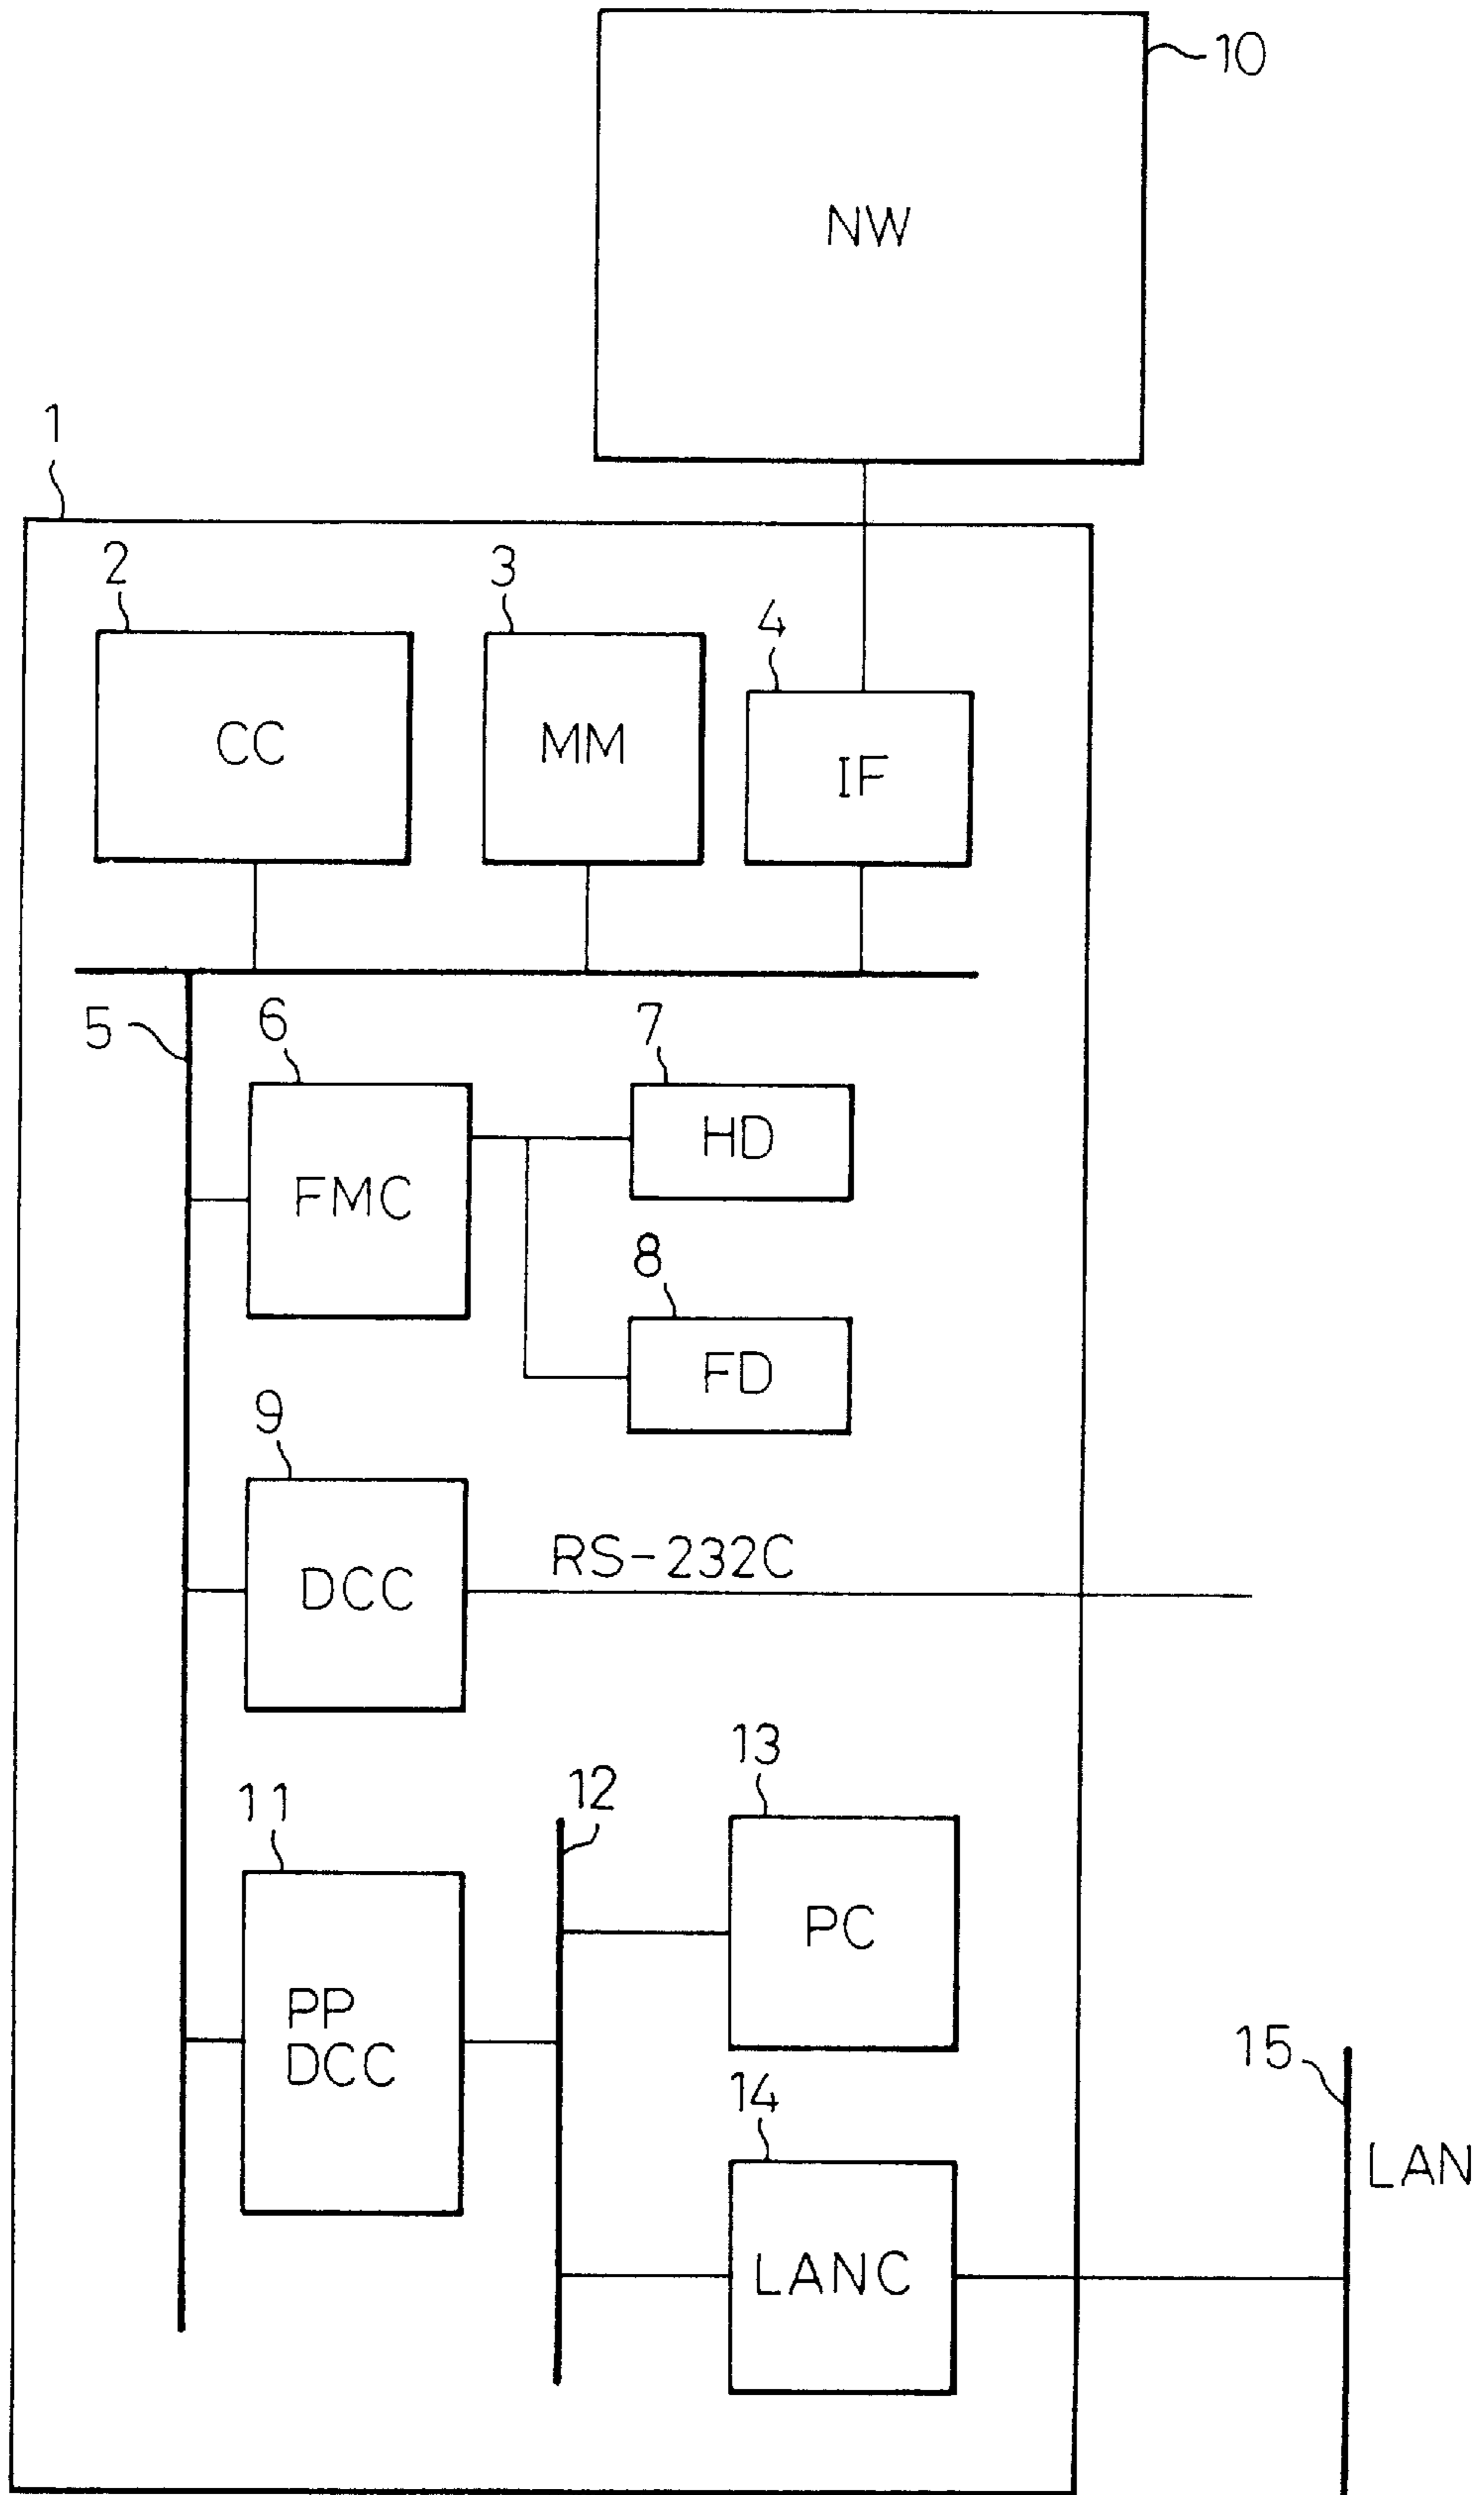 10
NW
1
2
3
4
CC
MM
IF
5
6
7
HD
FMC
8
FD
9
RS-232C
DCC
13
12
11
PC
PP
DCC
15
14
LAN
LANC